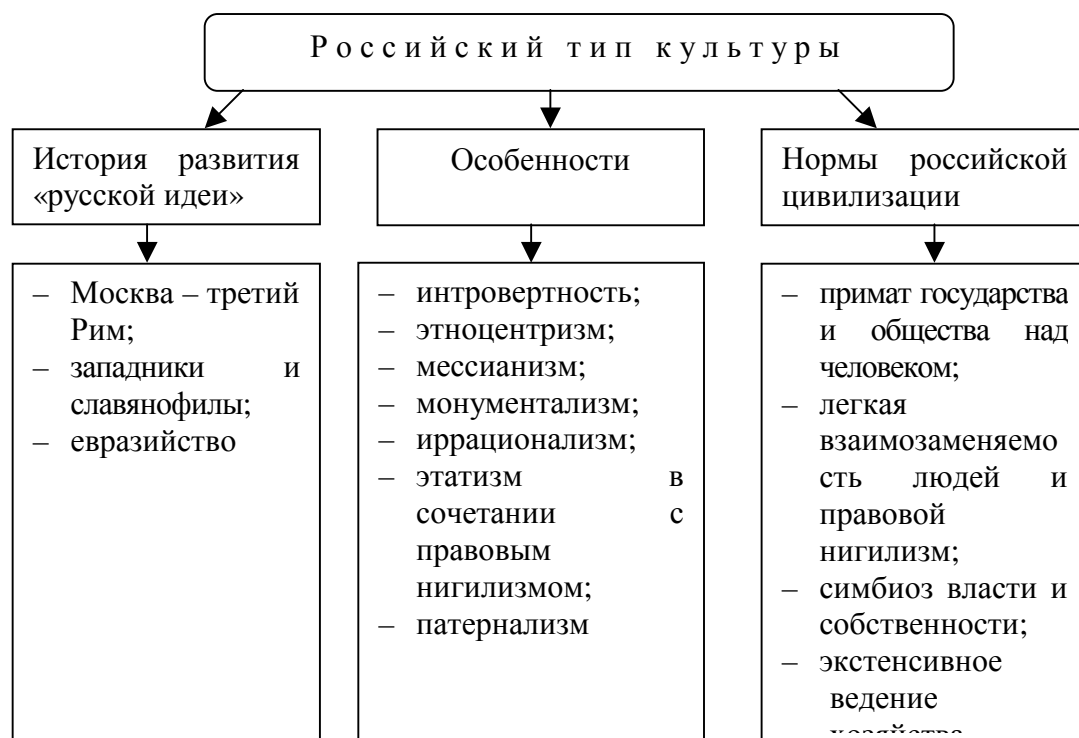 Российский тип культуры
История развития
«русской идеи»
Особенности
Нормы российской
цивилизации
– Москва – третий
Рим;
– западники и
славянофилы;
– евразийство
– интровертность;
– этноцентризм;
– мессианизм;
– монументализм;
– иррационализм;
– этатизм в
сочетании с
правовым
нигилизмом;
– патернализм
– примат государства
и общества над
человеком;
– легкая
взаимозаменяемо
сть людей и
правовой
нигилизм;
– симбиоз власти и
собственности;
– экстенсивное
ведение
хозяйства